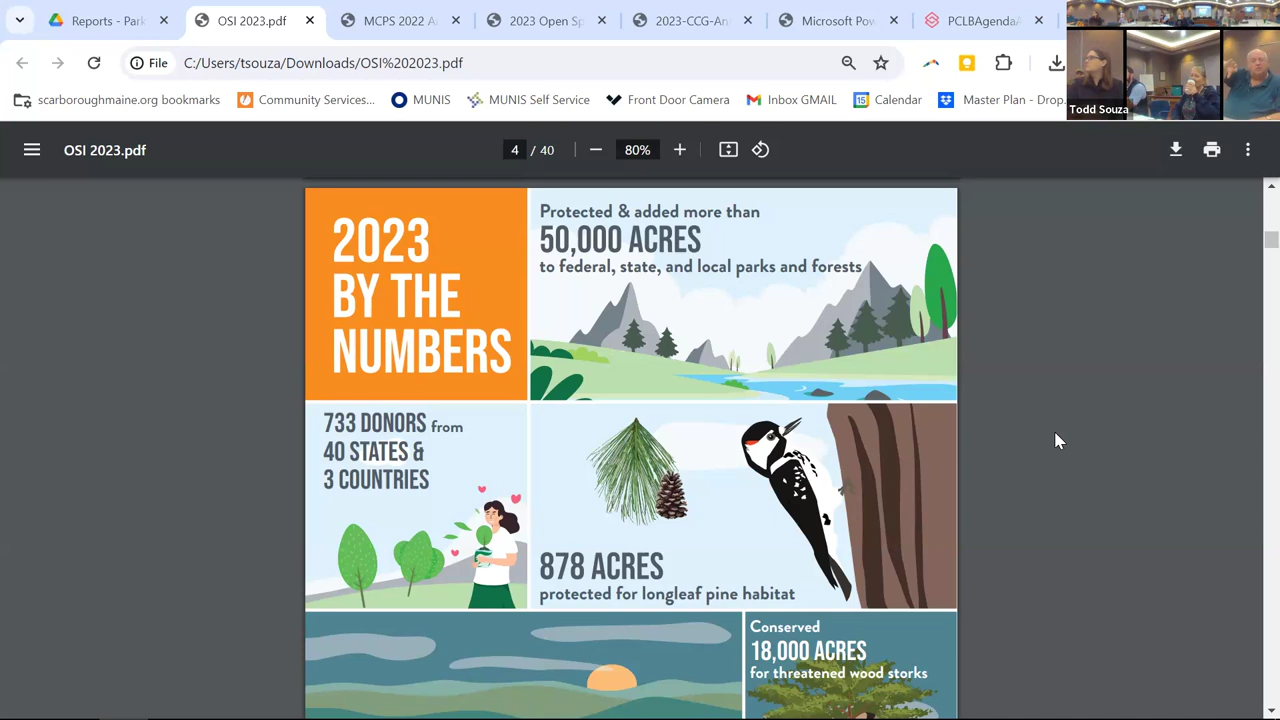 Reports - Park
OSI 2023.pdf
MCPS 2022 A
2023 Open Sp
2023-CCG-An
Microsoft Pow
PCLBAgenda
File
C:/Users/tsouza/Downloads/OSI%202023.pdf
scarboroughmaine.org bookmarks
Community Services...
MUNIS
MUNIS Self Service
Front Door Camera
Inbox GMAIL
15
Calendar
Master Plan - Drop
Todd Souza
OSI 2023.pdf
4 / 40
80%
2023
BY THE
NUMBERS
Protected & added more than
50,000 ACRES
to federal, state, and local parks and forests
733 DONORS from
40 STATES &
3 COUNTRIES
878 ACRES
protected for longleaf pine habitat
Conserved
18,000 ACRES
for threatened wood storks